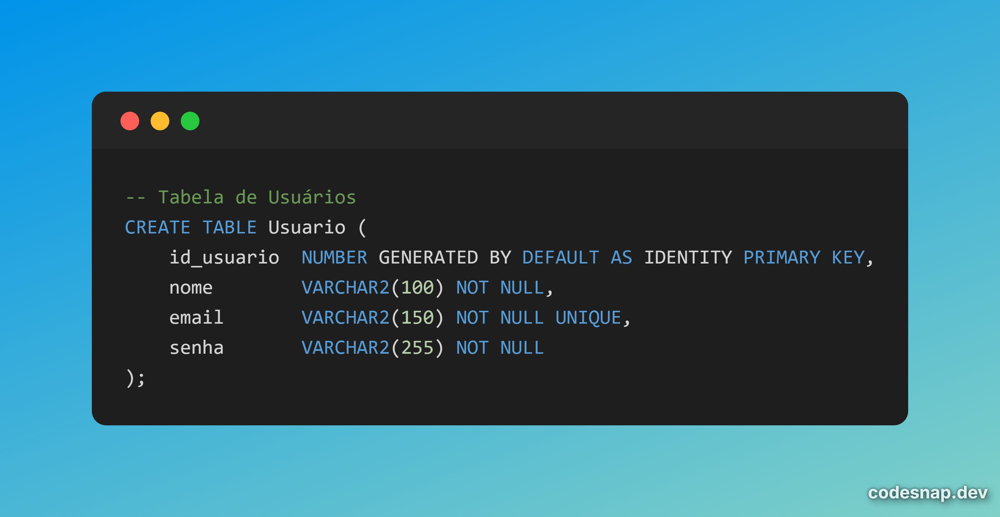 -- Tabela de Usuários
CREATE TABLE Usuario (
    id_usuario  NUMBER GENERATED BY DEFAULT AS IDENTITY PRIMARY KEY,
    nome        VARCHAR2(100) NOT NULL,
    email       VARCHAR2(150) NOT NULL UNIQUE,
    senha       VARCHAR2(255) NOT NULL
);
codesnap.dev